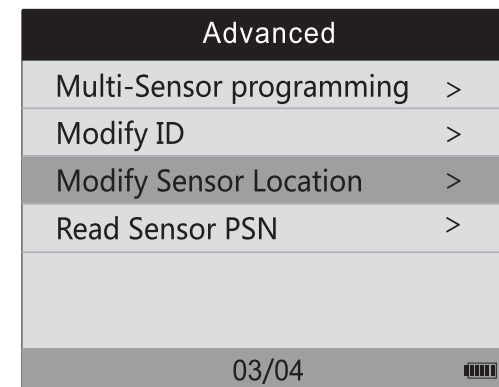 Advanced
Multi-Sensor programming >
Modify ID >
Modify Sensor Location >
Read Sensor PSN >
03/04